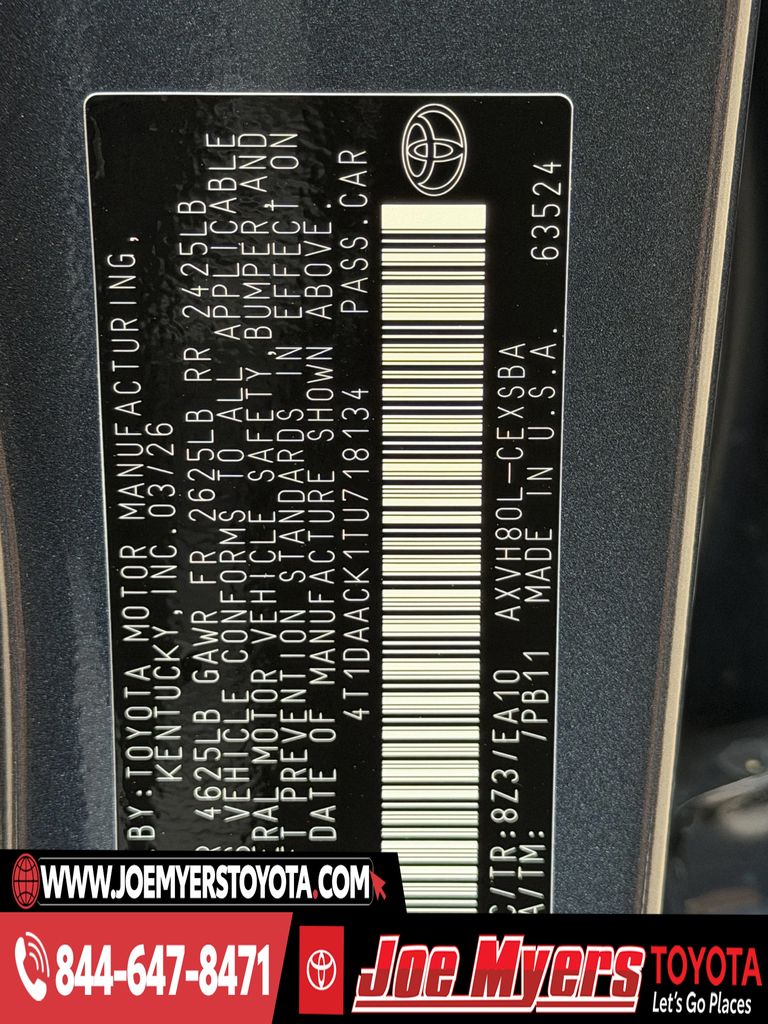 BY:TOYOTA MOTOR MANUFACTURING,
KENTUCKY,INC.03/26
4625LB GAWR FR 2625LB RR 2425LB
VEHICLE CONFORMS TO ALL APPLICABLE
MOTOR VEHICLE SAFETY,BUMPER,AND
PREVENTION STANDARDS IN EFFECT ON
DATE OF MANUFACTURE SHOWN ABOVE.
4T1DAACK1TU718134 PASS.CAR
C/TR:8Z3/EA10 AXVH80L-CEXSBA
A/TM: /PB11 MADE IN U.S.A. 63524
WWW.JOEMYERSTOYOTA.COM
844-647-8471
Joe Myers TOYOTA
Let's Go Places